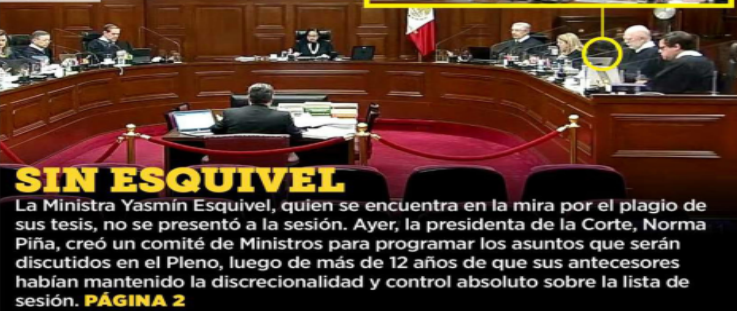 SIN ESQUIVEL
La Ministra Yasmín Esquivel, quien se encuentra en la mira por el plagio de
sus tesis, no se presentó a la sesión. Ayer, la presidenta de la Corte, Norma
Piña, creó un comité de Ministros para programar los asuntos que serán
discutidos en el Pleno, luego de más de 12 años de que sus antecesores
habían mantenido la discrecionalidad y control absoluto sobre la lista de
sesión. PÁGINA 2